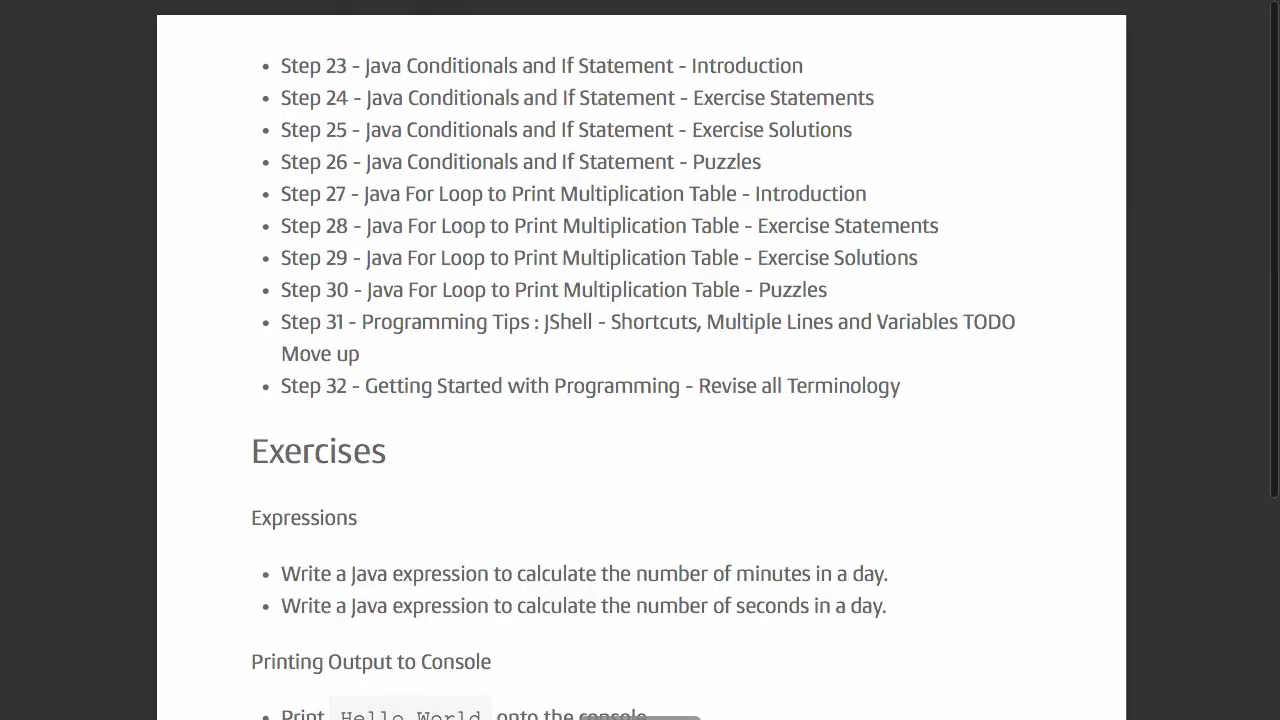 • Step 23 - Java Conditionals and If Statement - Introduction
• Step 24 - Java Conditionals and If Statement - Exercise Statements
• Step 25 - Java Conditionals and If Statement - Exercise Solutions
• Step 26 - Java Conditionals and If Statement - Puzzles
• Step 27 - Java For Loop to Print Multiplication Table - Introduction
• Step 28 - Java For Loop to Print Multiplication Table - Exercise Statements
• Step 29 - Java For Loop to Print Multiplication Table - Exercise Solutions
• Step 30 - Java For Loop to Print Multiplication Table - Puzzles
• Step 31 - Programming Tips : JShell - Shortcuts, Multiple Lines and Variables TODO
Move up
• Step 32 - Getting Started with Programming - Revise all Terminology
Exercises
Expressions
• Write a Java expression to calculate the number of minutes in a day.
• Write a Java expression to calculate the number of seconds in a day.
Printing Output to Console
• Print Hello World onto the console.